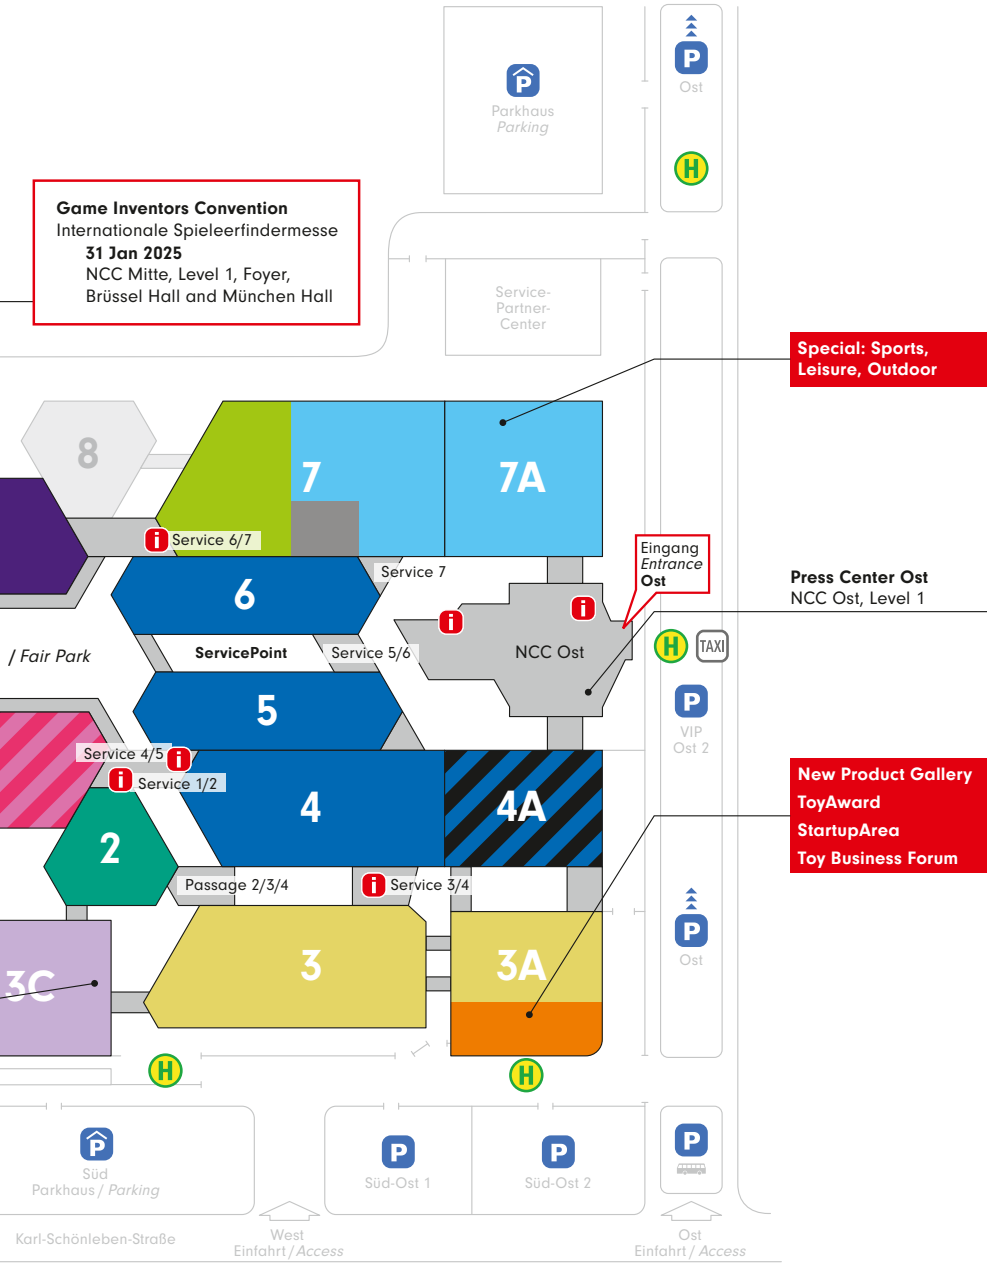 P
Ost
P
Parkhaus
Parking
H
Game Inventors Convention
Internationale Spieleerfindermesse
31 Jan 2025
NCC Mitte, Level 1, Foyer,
Brüssel Hall and München Hall
Service-
Partner-
Center
Special: Sports,
Leisure, Outdoor
8
7
7A
i Service 6/7
Eingang
Entrance
Ost
Service 7
6
Press Center Ost
NCC Ost, Level 1
i
i
/ Fair Park
ServicePoint
Service 5/6
NCC Ost
H TAXI
5
P
VIP
Ost 2
Service 4/5 i
i Service 1/2
New Product Gallery
ToyAward
StartupArea
Toy Business Forum
4
4A
2
Passage 2/3/4
i Service 3/4
P
Ost
3C
3
3A
H
H
P
Süd
Parkhaus / Parking
P
Süd-Ost 1
P
Süd-Ost 2
P
Karl-Schönleben-Straße
West
Einfahrt / Access
Ost
Einfahrt / Access